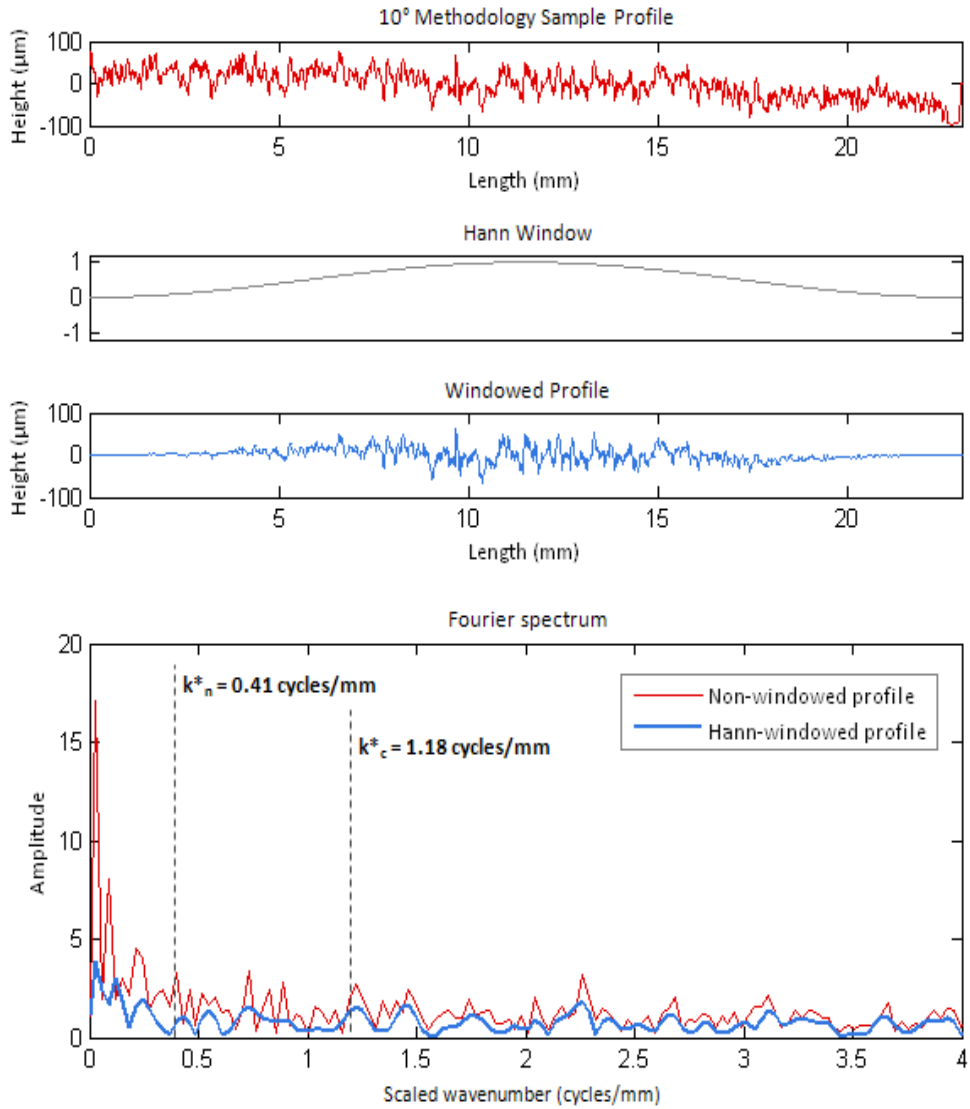 10° Methodology Sample Profile
Height (µm)
100
0
-100
0 5 10 15 20
Length (mm)
Hann Window
1
0
-1
Windowed Profile
Height (µm)
100
0
-100
0 5 10 15 20
Length (mm)
Fourier spectrum
Amplitude
20
15
10
5
0
k*n = 0.41 cycles/mm
k*c = 1.18 cycles/mm
Non-windowed profile
Hann-windowed profile
0 0.5 1 1.5 2 2.5 3 3.5 4
Scaled wavenumber (cycles/mm)